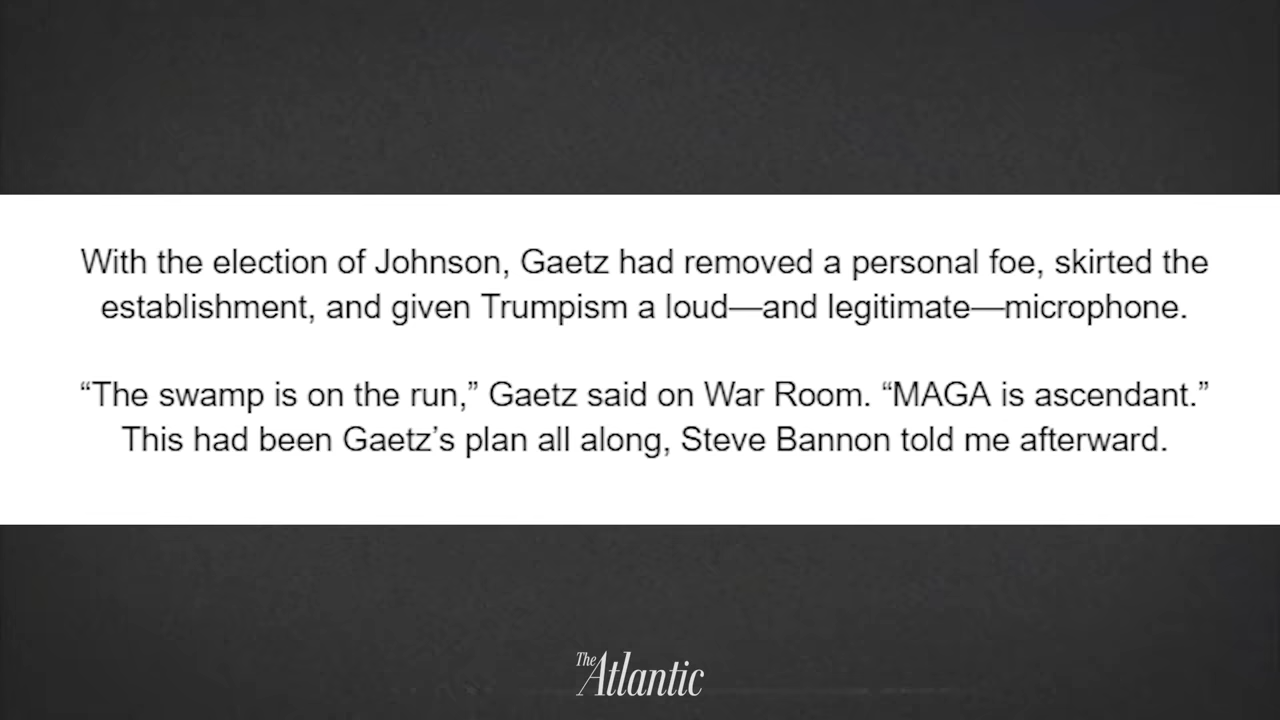 With the election of Johnson, Gaetz had removed a personal foe, skirted the
establishment, and given Trumpism a loud—and legitimate—microphone.
“The swamp is on the run,” Gaetz said on War Room. “MAGA is ascendant.”
This had been Gaetz’s plan all along, Steve Bannon told me afterward.
The Atlantic